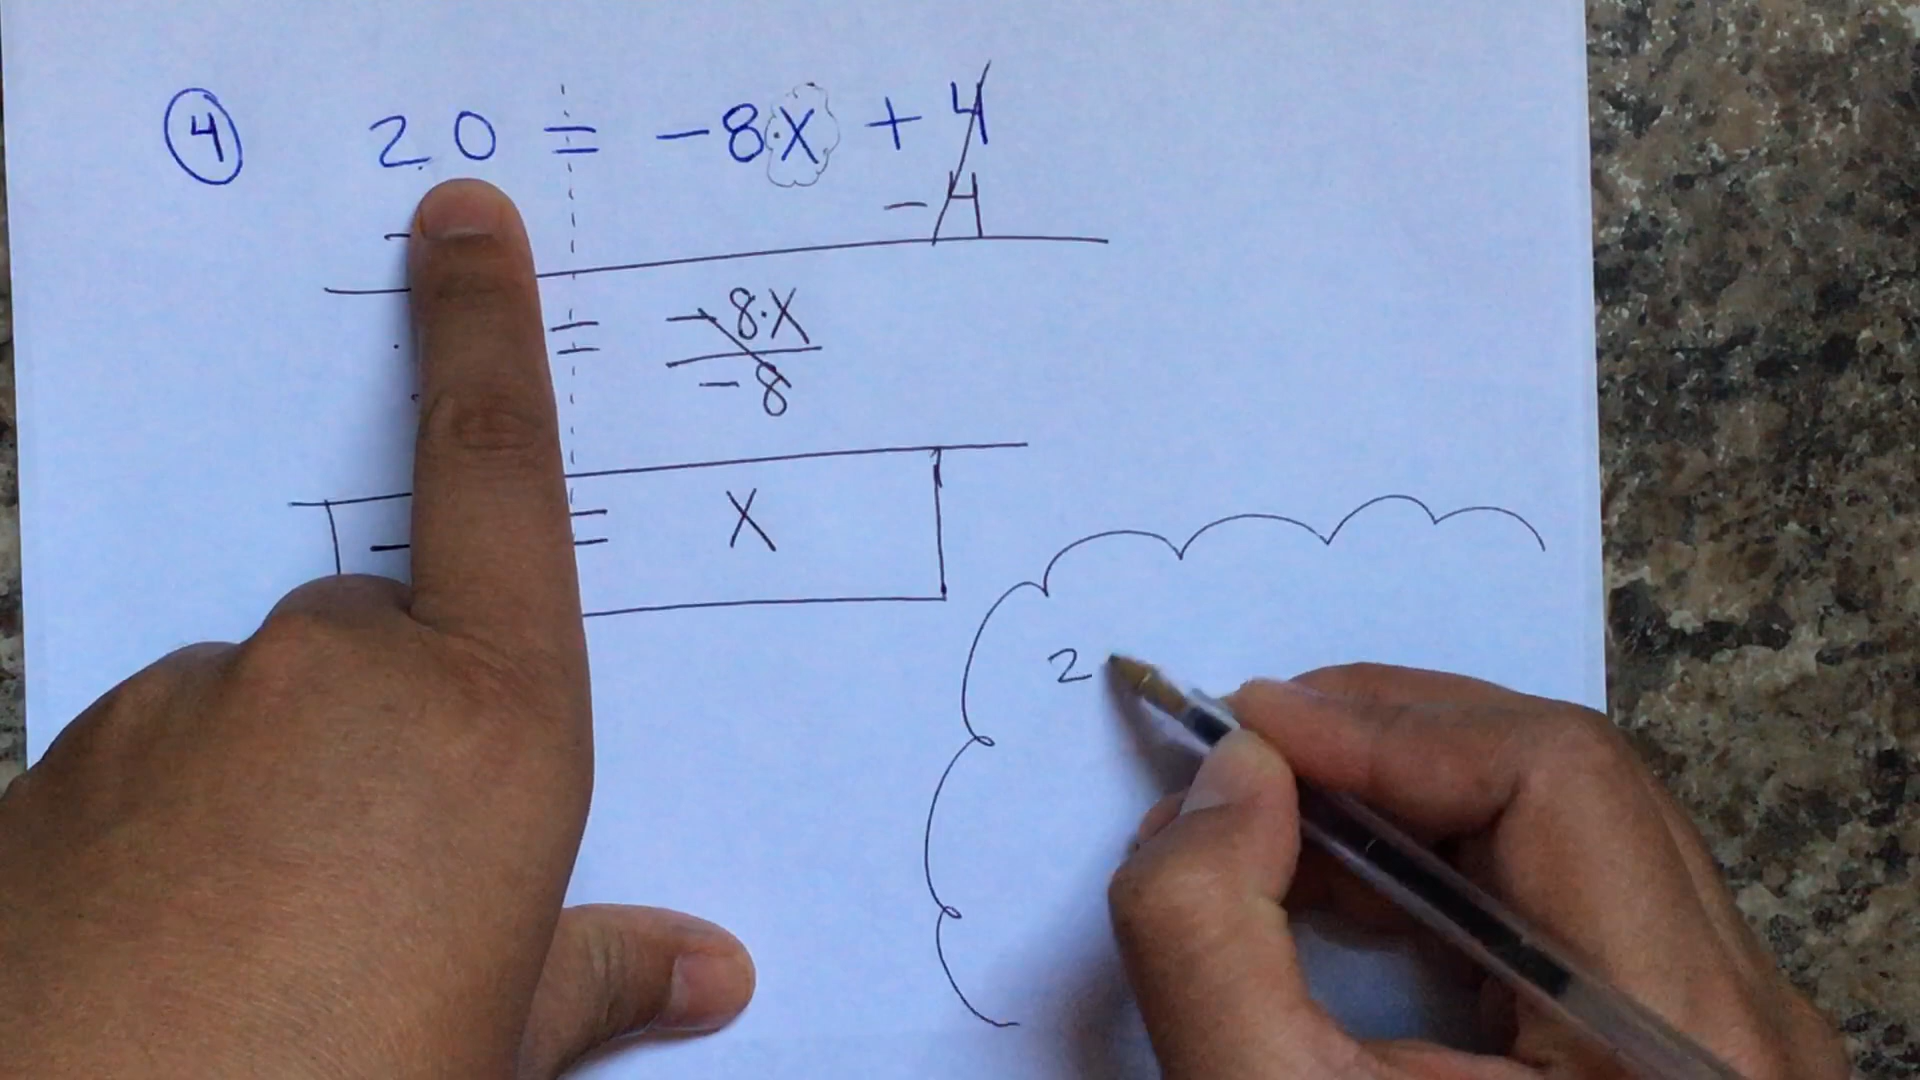 ④ 20 = -8·X + 4
- -4
= -8·X
-8
- = X
2